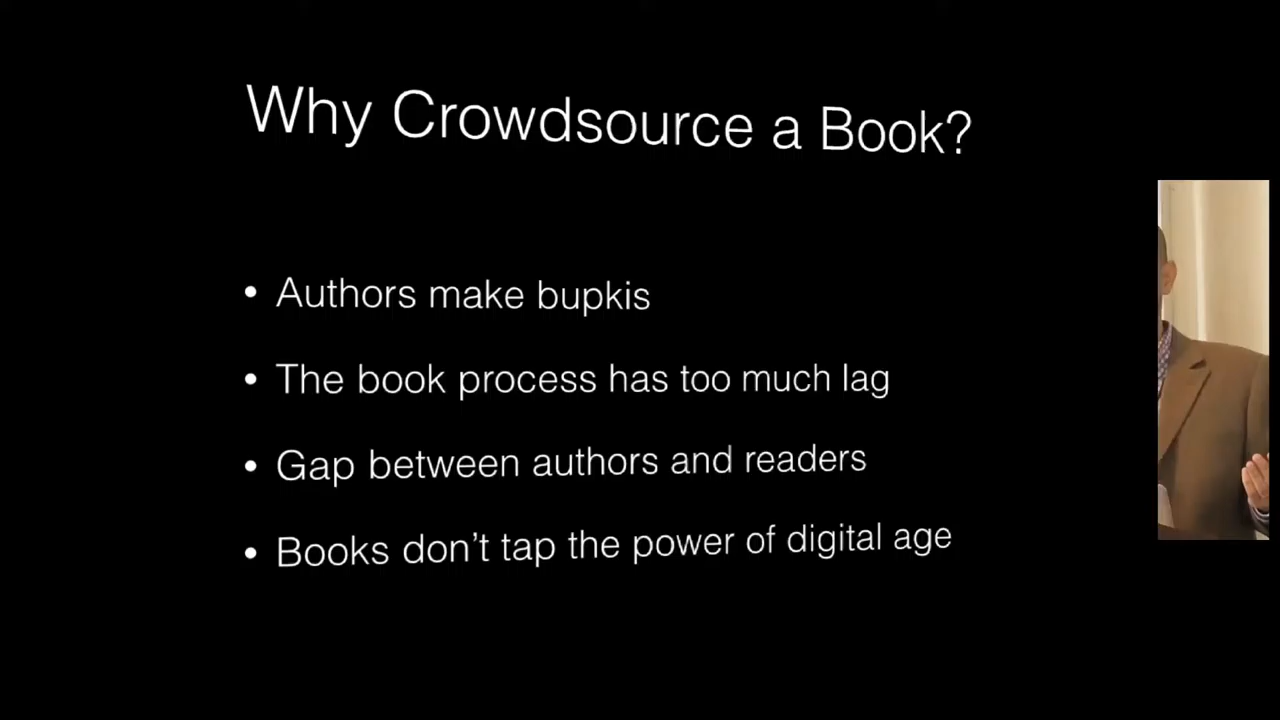 Why Crowdsource a Book?
• Authors make bupkis
• The book process has too much lag
• Gap between authors and readers
• Books don’t tap the power of digital age